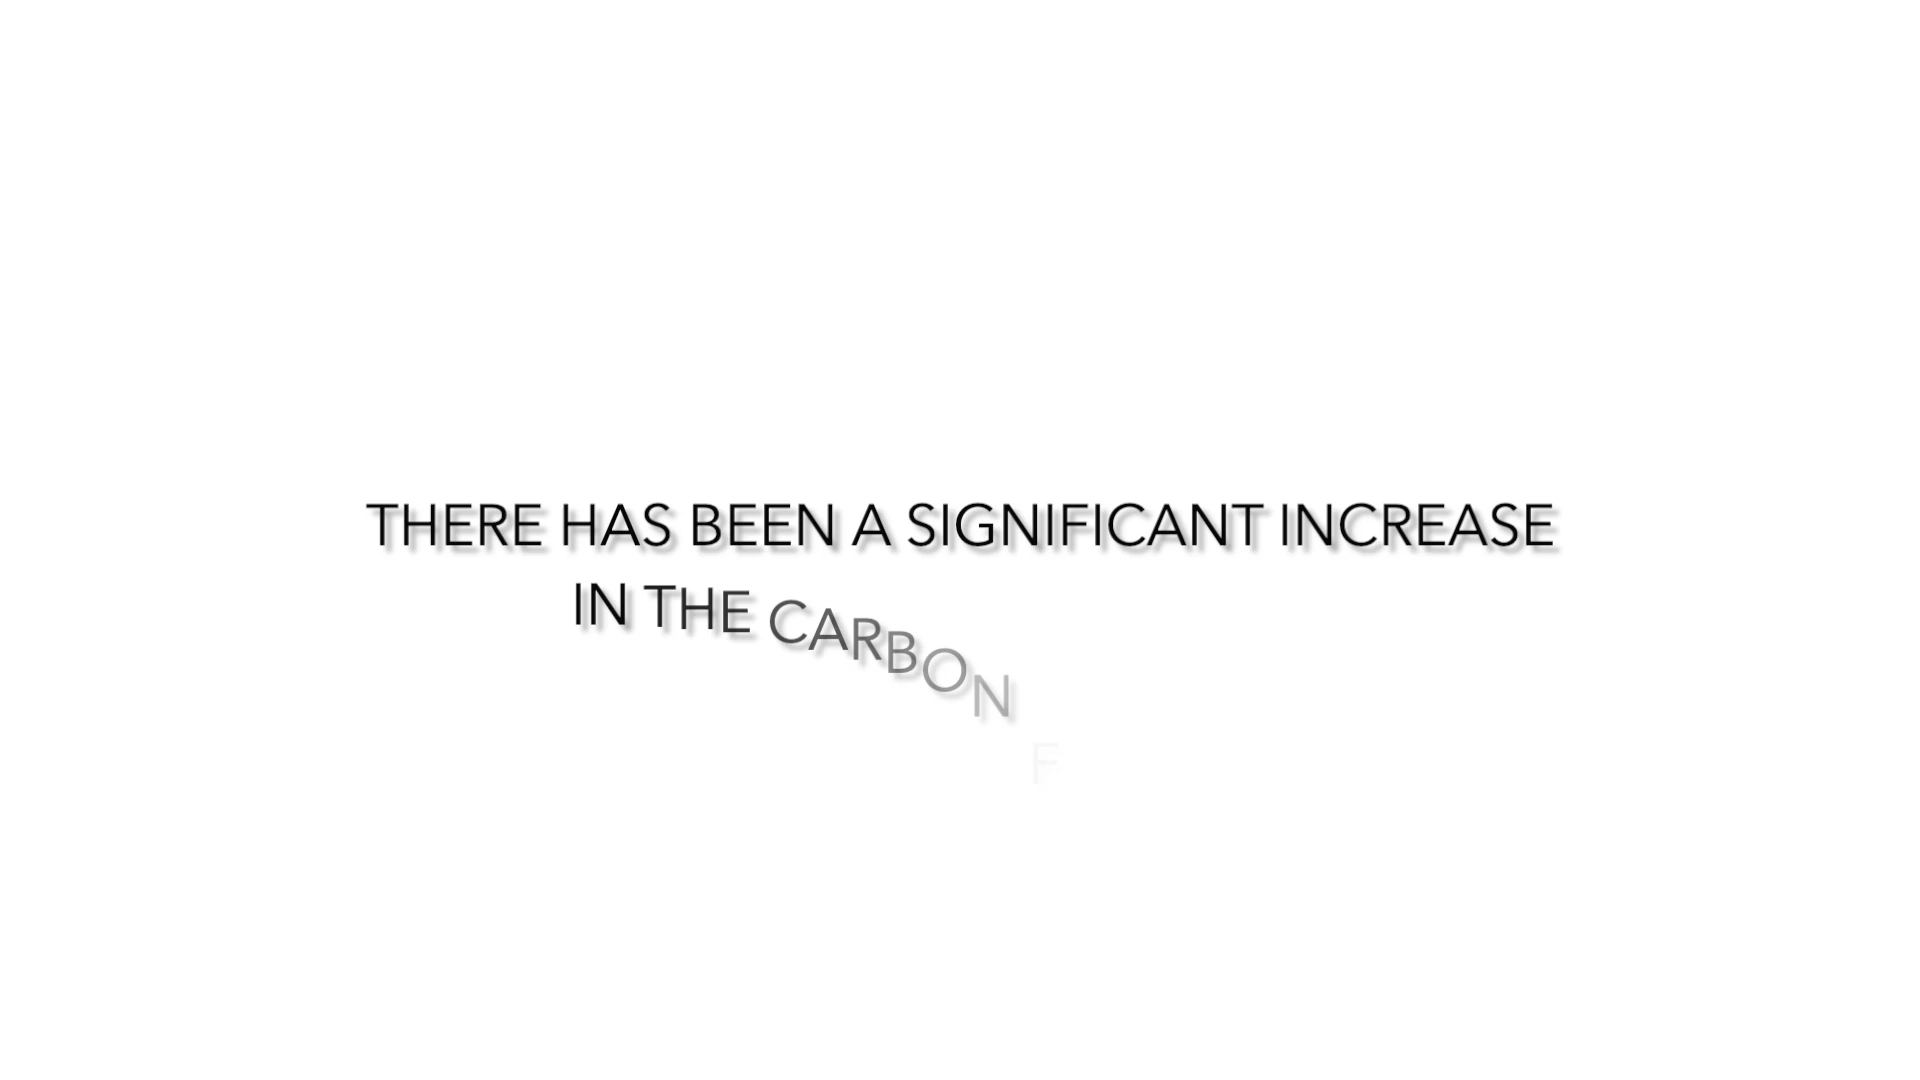 THERE HAS BEEN A SIGNIFICANT INCREASE
IN THE CARBON F